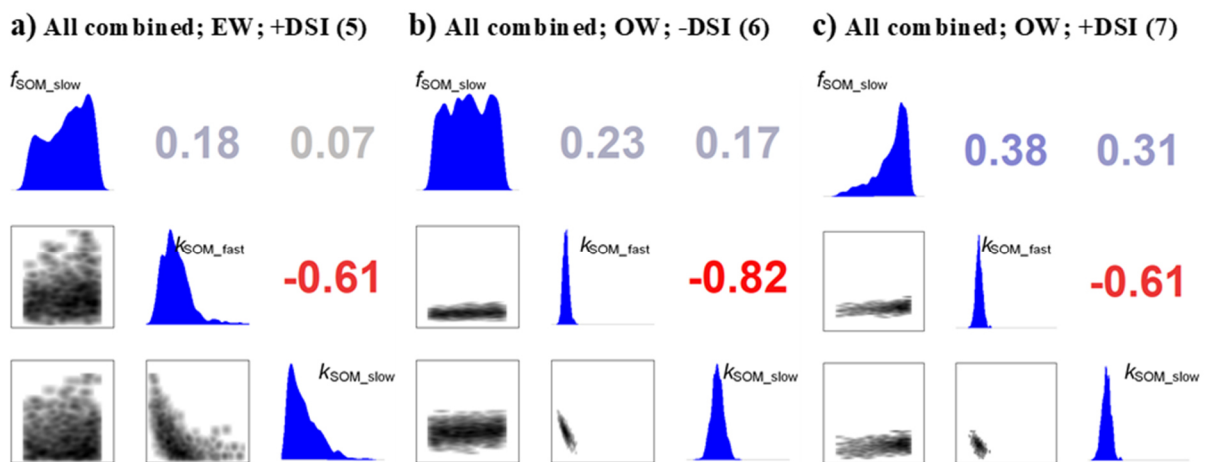 a) All combined; EW; +DSI (5) b) All combined; OW; -DSI (6) c) All combined; OW; +DSI (7)
fSOM_slow fSOM_slow fSOM_slow
0.18 0.07 0.23 0.17 0.38 0.31
kSOM_fast kSOM_fast kSOM_fast
-0.61 -0.82 -0.61
kSOM_slow kSOM_slow kSOM_slow